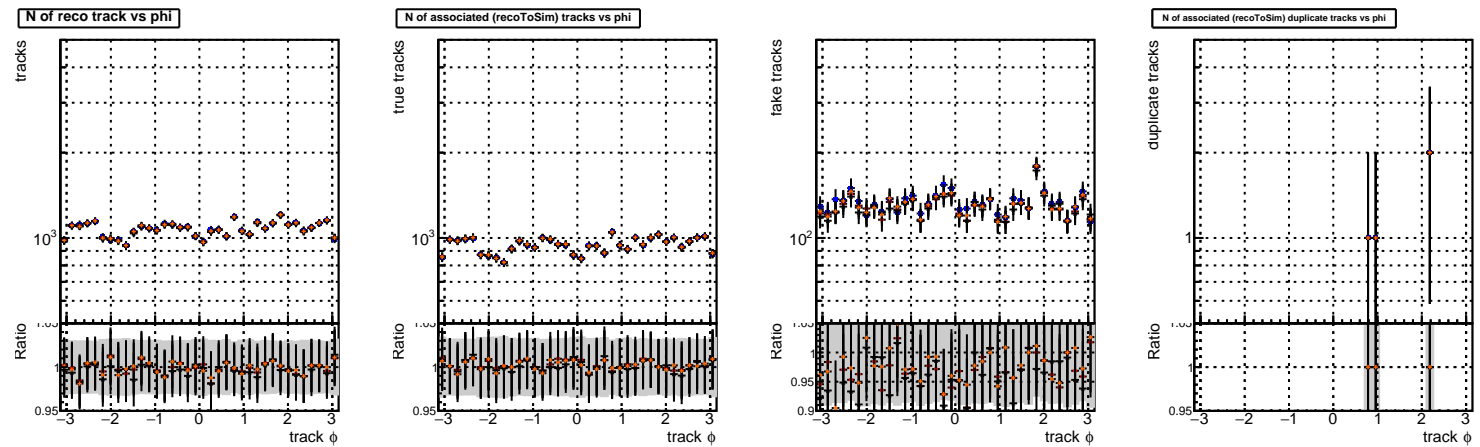 N of reco track vs phi
tracks
10³
Ratio
1
0.95
−3 −2 −1 0 1 2 3
track ϕ
N of associated (recoToSim) tracks vs phi
true tracks
10³
Ratio
1
0.95
−3 −2 −1 0 1 2 3
track ϕ
fake tracks
10²
Ratio
1
0.95
0.9
−3 −2 −1 0 1 2 3
track ϕ
N of associated (recoToSim) duplicate tracks vs phi
duplicate tracks
1
Ratio
1
0.95
−3 −2 −1 0 1 2 3
track ϕ